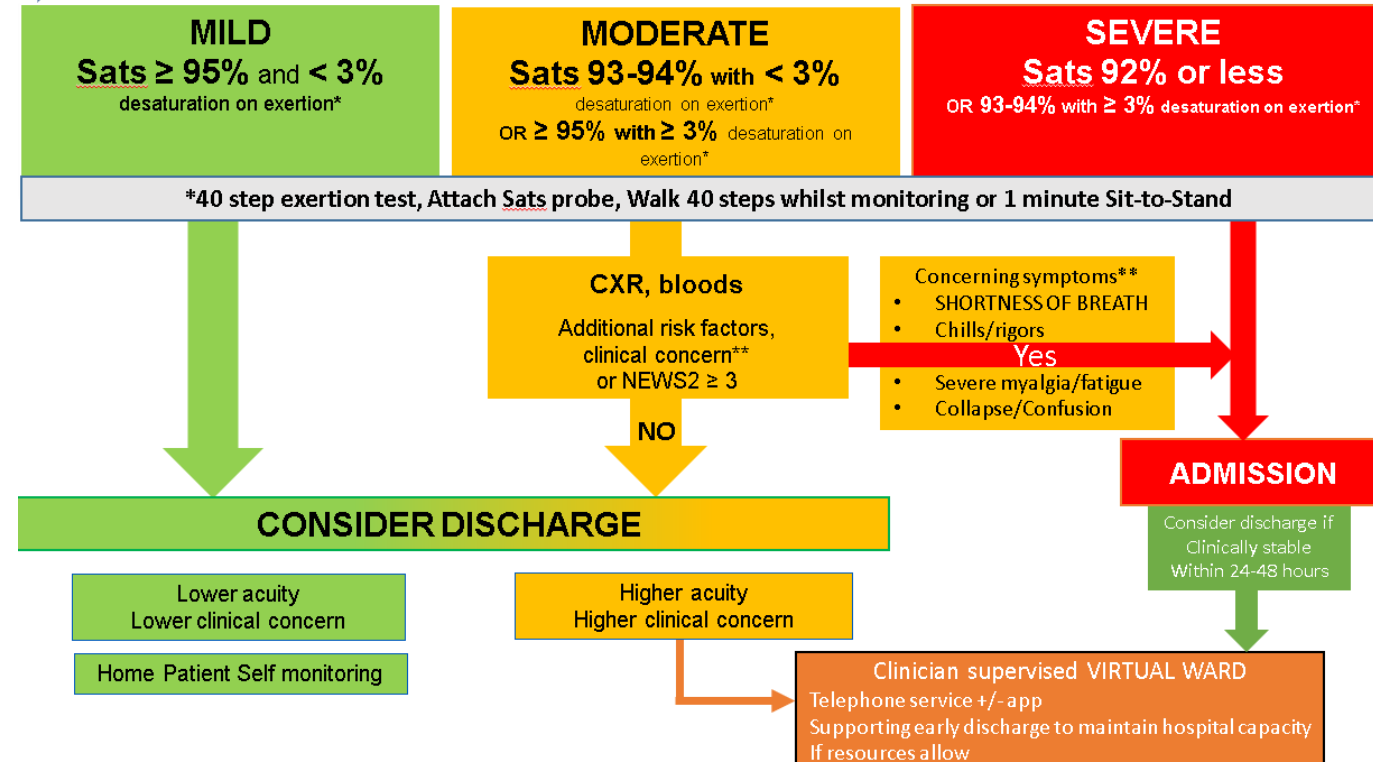 MILD
Sats ≥ 95% and < 3%
desaturation on exertion*
MODERATE
Sats 93-94% with < 3%
desaturation on exertion*
OR ≥ 95% with ≥ 3% desaturation on
exertion*
SEVERE
Sats 92% or less
OR 93-94% with ≥ 3% desaturation on exertion*
*40 step exertion test, Attach Sats probe, Walk 40 steps whilst monitoring or 1 minute Sit-to-Stand
CXR, bloods
Additional risk factors,
clinical concern**
or NEWS2 ≥ 3
Concerning symptoms**
• SHORTNESS OF BREATH
• Chills/rigors
Yes
• Severe myalgia/fatigue
• Collapse/Confusion
NO
ADMISSION
CONSIDER DISCHARGE
Consider discharge if
Clinically stable
Within 24-48 hours
Lower acuity
Lower clinical concern
Higher acuity
Higher clinical concern
Home Patient Self monitoring
Clinician supervised VIRTUAL WARD
Telephone service +/- app
Supporting early discharge to maintain hospital capacity
If resources allow